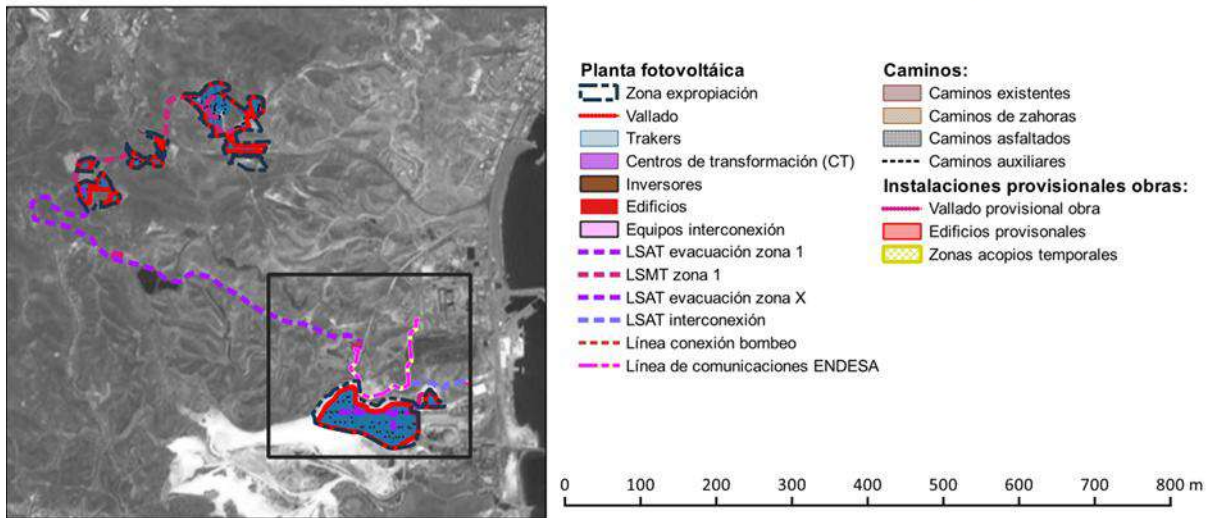 Planta fotovoltáica
Zona expropiación
Vallado
Trakers
Centros de transformación (CT)
Inversores
Edificios
Equipos interconexión
LSAT evacuación zona 1
LSMT zona 1
LSAT evacuación zona X
LSAT interconexión
Línea conexión bombeo
Línea de comunicaciones ENDESA
Caminos:
Caminos existentes
Caminos de zahoras
Caminos asfaltados
Caminos auxiliares
Instalaciones provisionales obras:
Vallado provisional obra
Edificios provisonales
Zonas acopios temporales
0 100 200 300 400 500 600 700 800 m